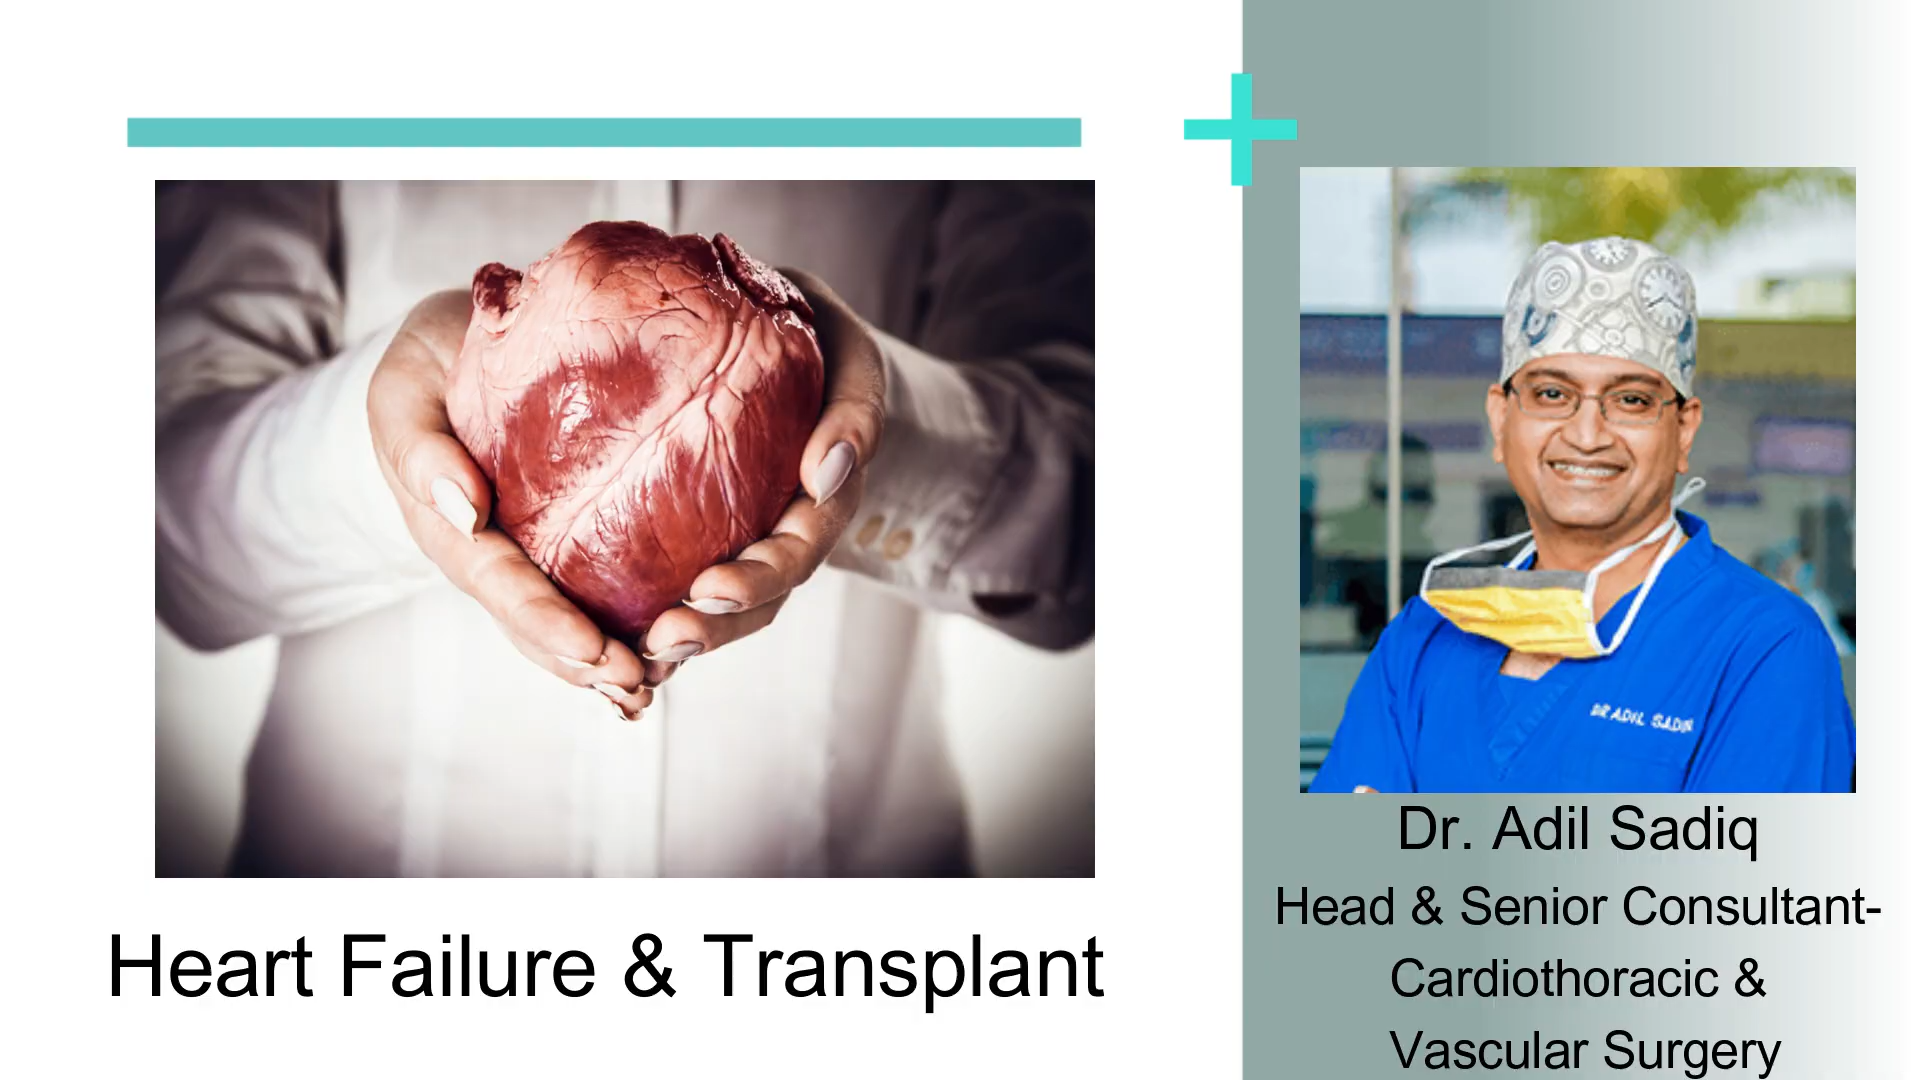 Heart Failure & Transplant
DR ADIL SADIQ
Dr. Adil Sadiq
Head & Senior Consultant-
Cardiothoracic &
Vascular Surgery